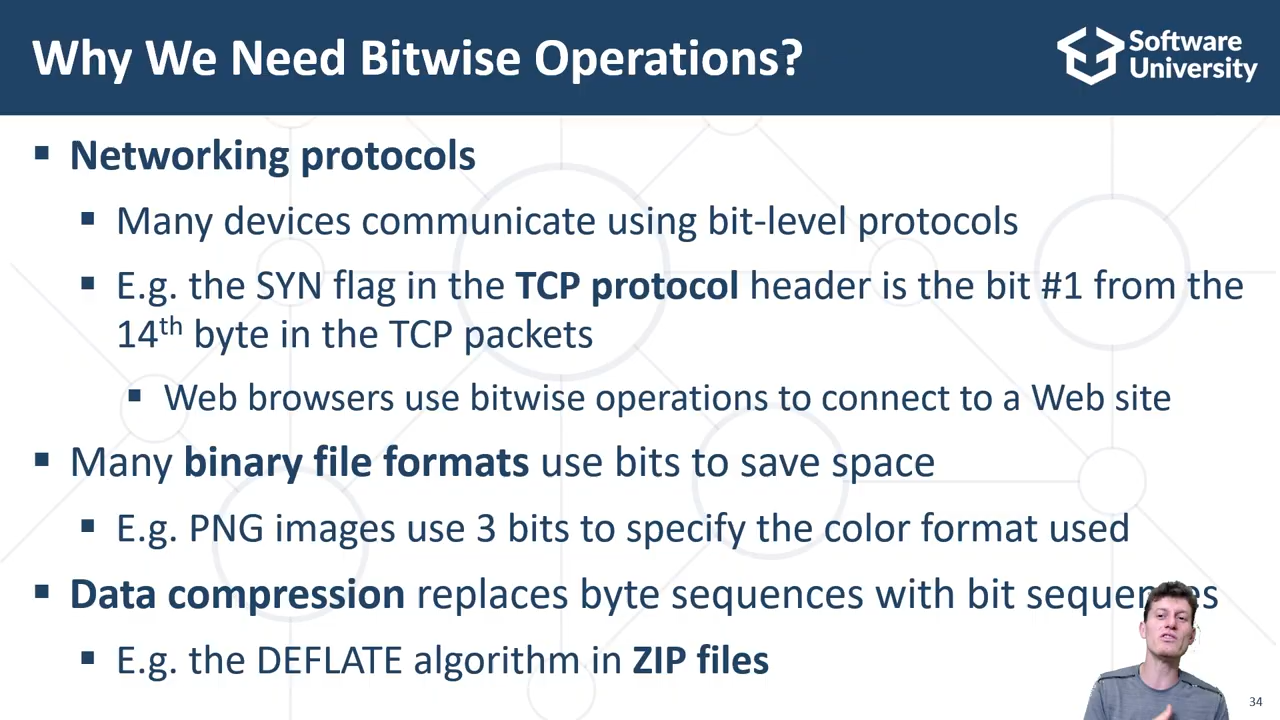 Why We Need Bitwise Operations?
Software
University
▪ Networking protocols
▪ Many devices communicate using bit-level protocols
▪ E.g. the SYN flag in the TCP protocol header is the bit #1 from the
14th byte in the TCP packets
▪ Web browsers use bitwise operations to connect to a Web site
▪ Many binary file formats use bits to save space
▪ E.g. PNG images use 3 bits to specify the color format used
▪ Data compression replaces byte sequences with bit sequences
▪ E.g. the DEFLATE algorithm in ZIP files
34